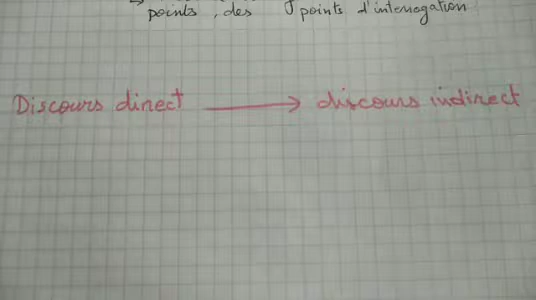 points, des points d'interrogation
Discours direct → discours indirect